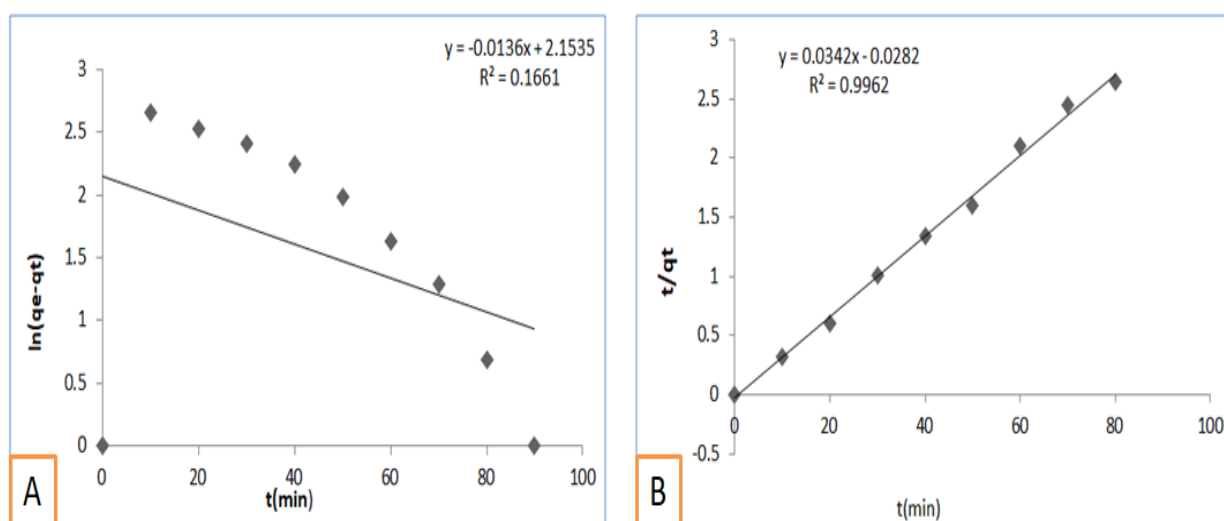 y = -0.0136x + 2.1535
R² = 0.1661
3
2.5
2
1.5
1
0.5
0
0 20 40 60 80 100
ln(qe-qt)
t(min)
A
y = 0.0342x - 0.0282
R² = 0.9962
3
2.5
2
1.5
1
0.5
0
-0.5
0 20 40 60 80 100
t/qt
t(min)
B